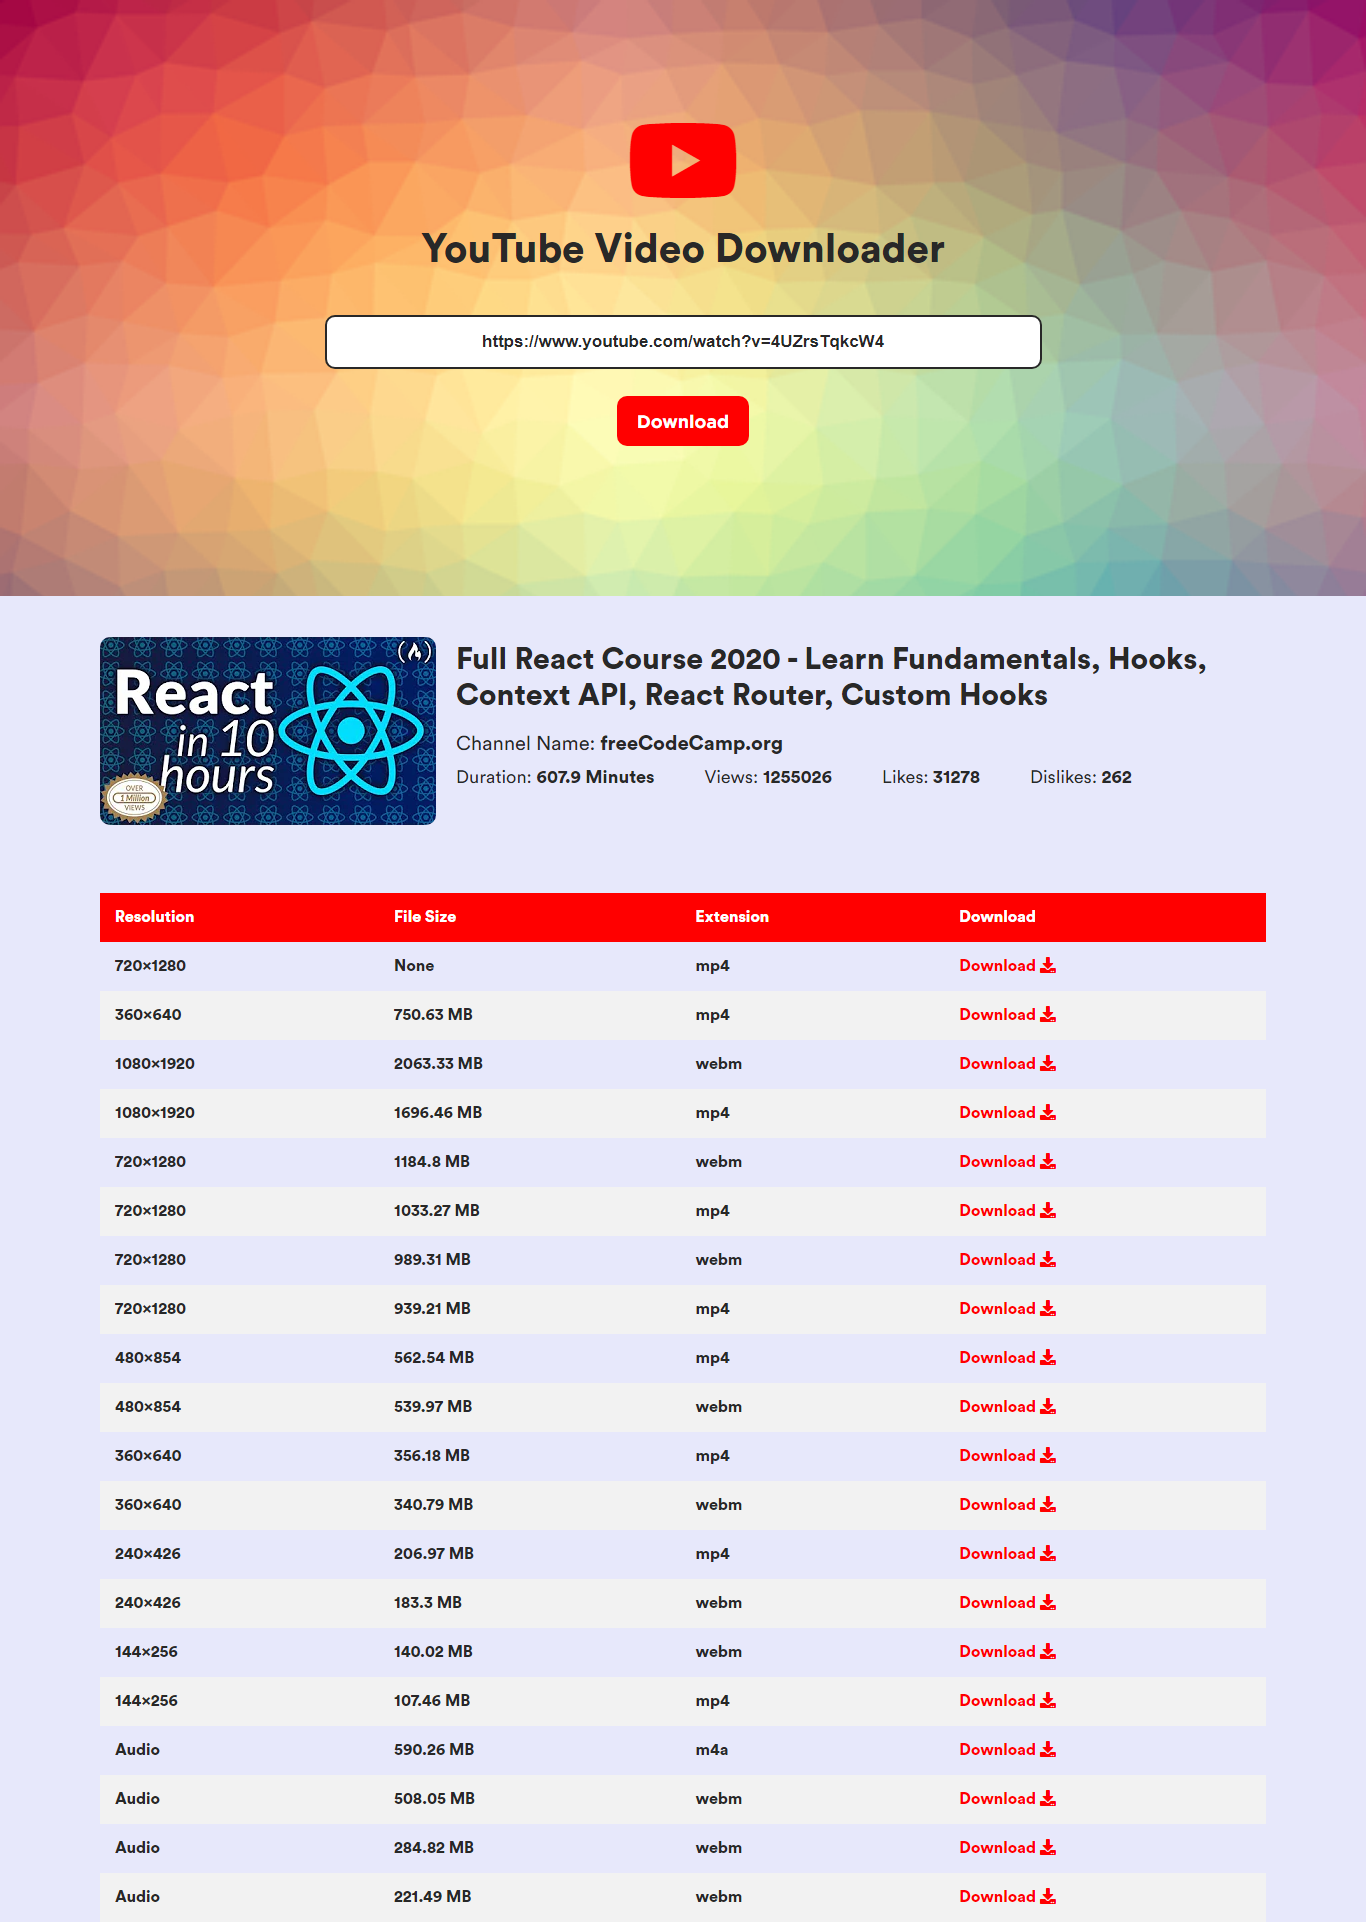 YouTube Video Downloader
https://www.youtube.com/watch?v=4UZrsTqkcW4
Download
React
in 10
hours
OVER
1 Million
VIEWS
Full React Course 2020 - Learn Fundamentals, Hooks,
Context API, React Router, Custom Hooks
Channel Name: freeCodeCamp.org
Duration: 607.9 Minutes Views: 1255026 Likes: 31278 Dislikes: 262
Resolution File Size Extension Download
720×1280 None mp4 Download
360×640 750.63 MB mp4 Download
1080×1920 2063.33 MB webm Download
1080×1920 1696.46 MB mp4 Download
720×1280 1184.8 MB webm Download
720×1280 1033.27 MB mp4 Download
720×1280 989.31 MB webm Download
720×1280 939.21 MB mp4 Download
480×854 562.54 MB mp4 Download
480×854 539.97 MB webm Download
360×640 356.18 MB mp4 Download
360×640 340.79 MB webm Download
240×426 206.97 MB mp4 Download
240×426 183.3 MB webm Download
144×256 140.02 MB webm Download
144×256 107.46 MB mp4 Download
Audio 590.26 MB m4a Download
Audio 508.05 MB webm Download
Audio 284.82 MB webm Download
Audio 221.49 MB webm Download